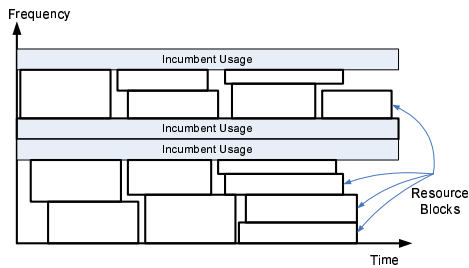 Frequency
Incumbent Usage
Incumbent Usage
Incumbent Usage
Resource
Blocks
Time